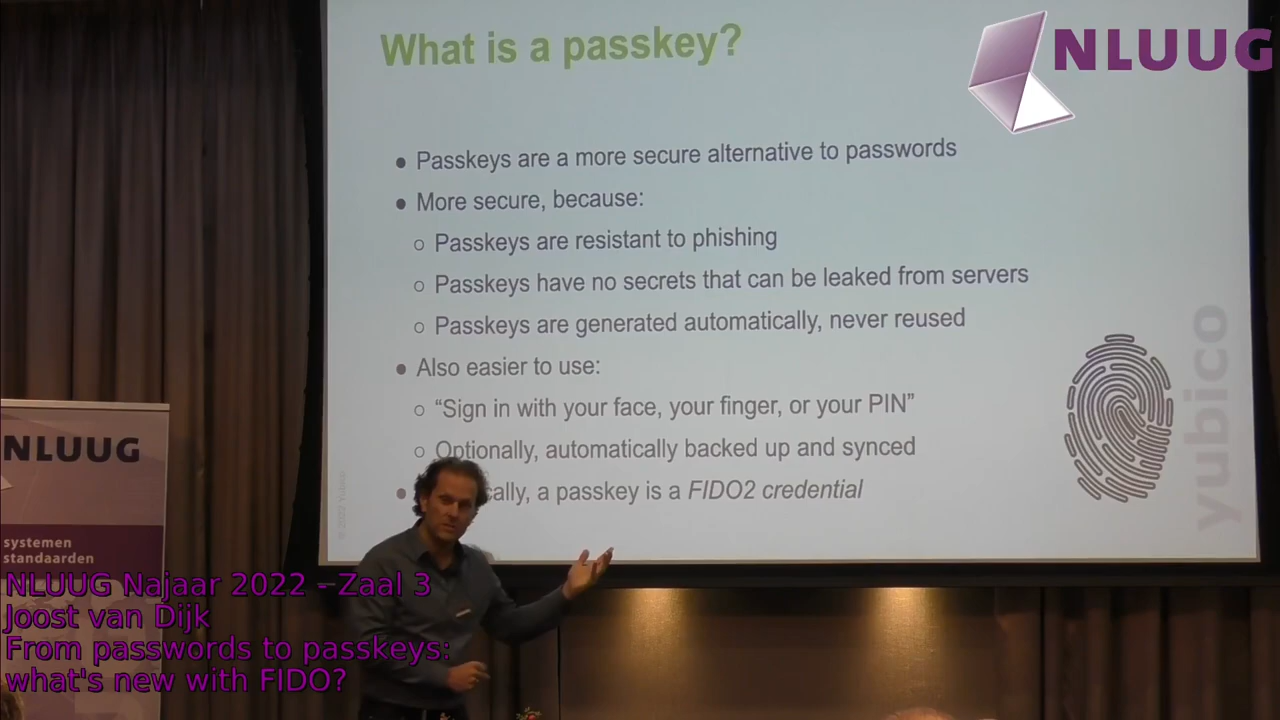 What is a passkey?
NLUUG
● Passkeys are a more secure alternative to passwords
● More secure, because:
○ Passkeys are resistant to phishing
○ Passkeys have no secrets that can be leaked from servers
○ Passkeys are generated automatically, never reused
● Also easier to use:
○ “Sign in with your face, your finger, or your PIN”
○ Optionally, automatically backed up and synced
● a passkey is a FIDO2 credential
yubico
NLUUG
systemen
standaarden
NLUUG Najaar 2022 - Zaal 3
Joost van Dijk
From passwords to passkeys:
what's new with FIDO?